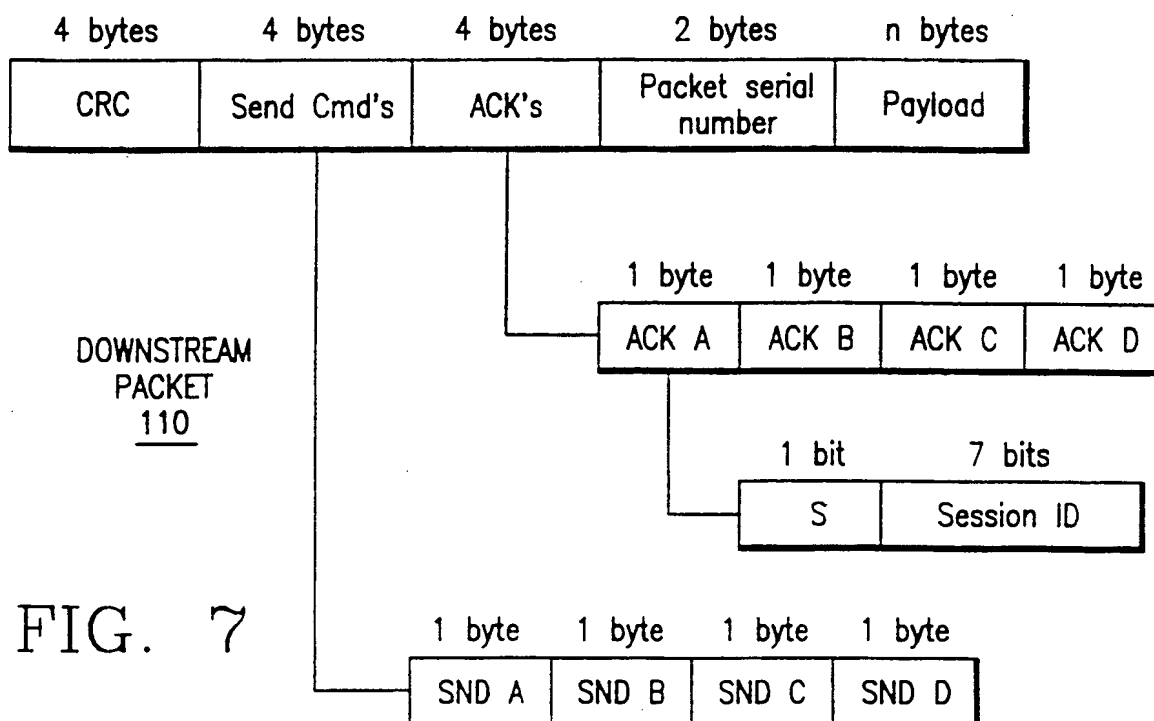 4 bytes 4 bytes 4 bytes 2 bytes n bytes
CRC Send Cmd's ACK's Packet serial number Payload
1 byte 1 byte 1 byte 1 byte
ACK A ACK B ACK C ACK D
DOWNSTREAM
PACKET
110
1 bit 7 bits
S Session ID
FIG. 7
1 byte 1 byte 1 byte 1 byte
SND A SND B SND C SND D